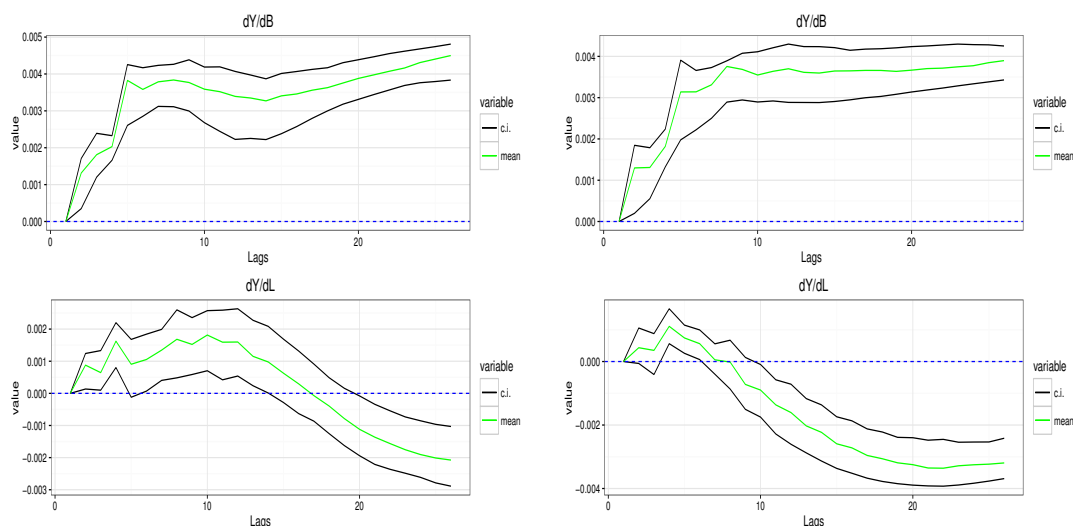 dY/dB
value
0.005
0.004
0.003
0.002
0.001
0.000
0
10
20
Lags
variable
c.i.
mean
dY/dB
value
0.004
0.003
0.002
0.001
0.000
0
10
20
Lags
variable
c.i.
mean
dY/dL
value
0.002
0.001
0.000
−0.001
−0.002
−0.003
0
10
20
Lags
variable
c.i.
mean
dY/dL
value
0.000
−0.002
−0.004
0
10
20
Lags
variable
c.i.
mean